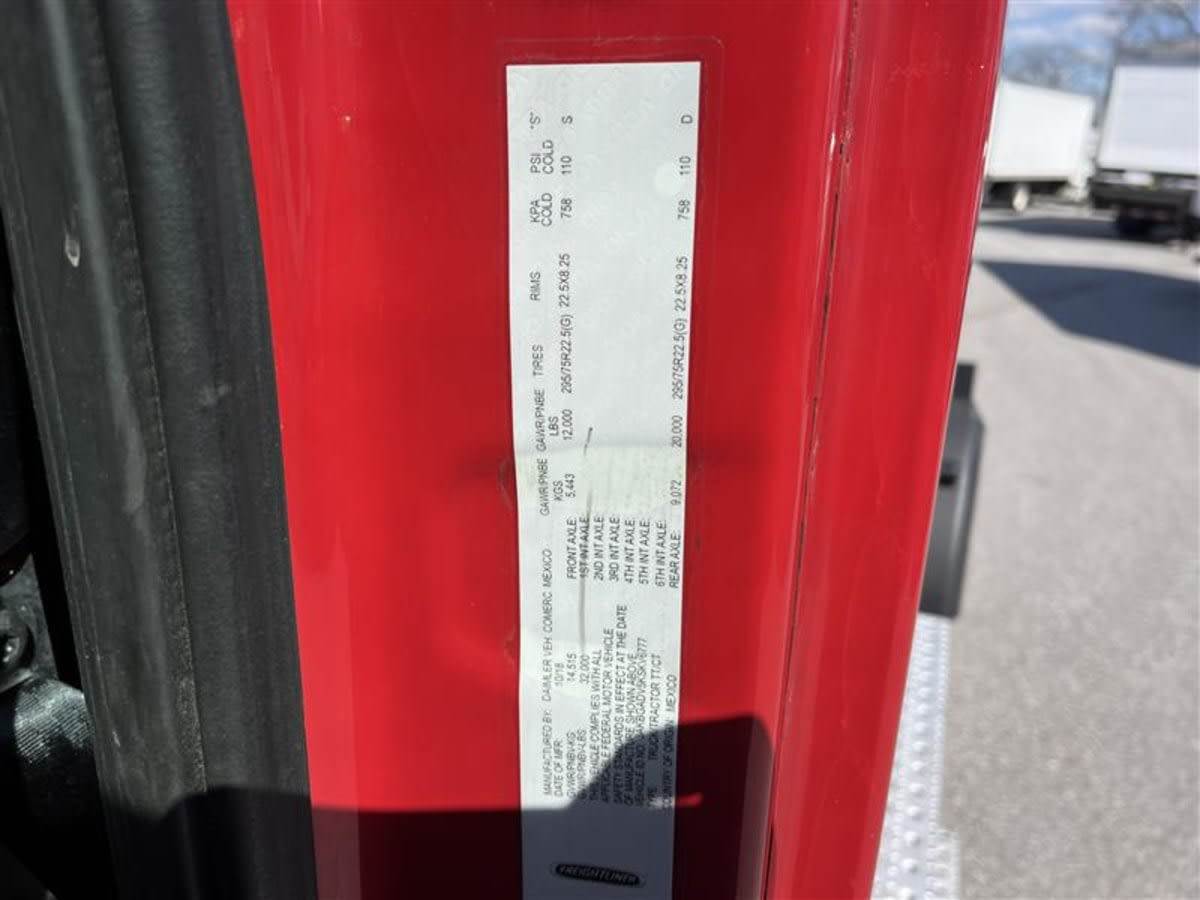 MANUFACTURED BY: DAIMLER VEH. COMERC MEXICO GAWR/PNBE KGS GAWR/PNBE LBS TIRES RIMS KPA COLD PSI COLD "S"
DATE OF MFR: 10/18 FRONT AXLE: 5,443 12,000 295/75R22.5(G) 22.5X8.25 758 110 S
GVWR/PNBV-KG: 14,515 1ST INT AXLE:
GVWR/PNBV-LBS: 32,000 2ND INT AXLE:
THIS VEHICLE COMPLIES WITH ALL 3RD INT AXLE:
APPLICABLE FEDERAL MOTOR VEHICLE 4TH INT AXLE:
SAFETY STANDARDS IN EFFECT AT THE DATE 5TH INT AXLE:
OF MANUFACTURE SHOWN ABOVE. 6TH INT AXLE:
VEHICLE ID.NO. REAR AXLE: 9,072 20,000 295/75R22.5(G) 22.5X8.25 758 110 D
TYPE: TRUCK TRACTOR TT/CT
COUNTRY OF ORIGIN: MEXICO
FREIGHTLINER